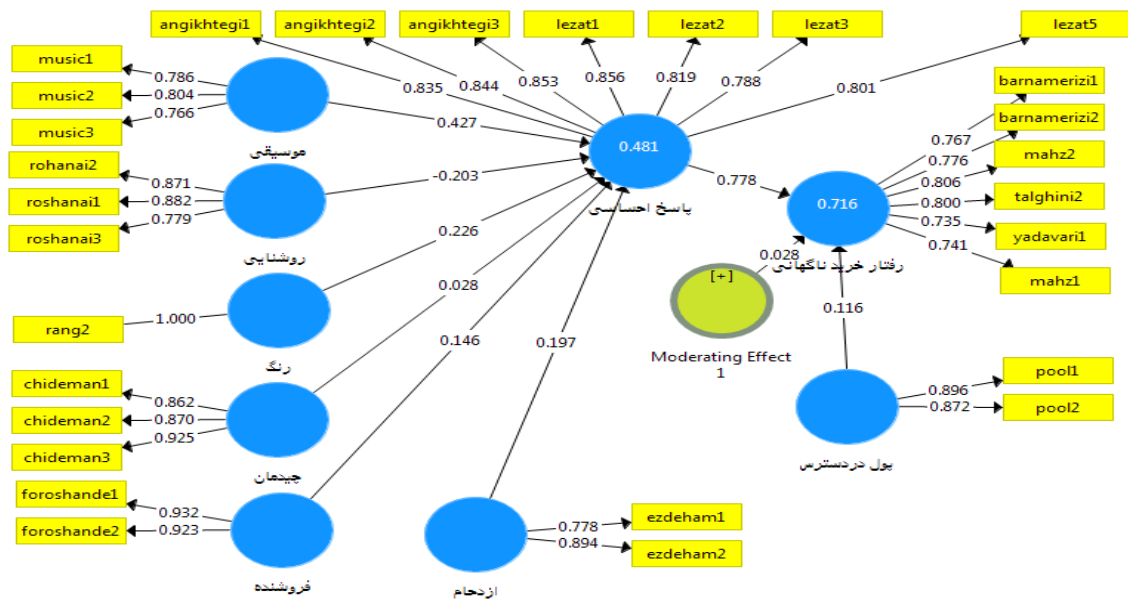 angikhtegi1
angikhtegi2
angikhtegi3
lezat1
lezat2
lezat3
lezat5
music1
music2
music3
0.786
0.804
0.766
موسیقی
0.835
0.844
0.853
0.856
0.819
0.788
0.801
0.427
0.481
پاسخ احساسی
rohanai2
roshanai1
roshanai3
0.871
0.882
0.779
روشنایی
-0.203
0.778
0.716
رفتار خرید ناگهانی
0.767
0.776
0.806
0.800
0.735
0.741
barnamerizi1
barnamerizi2
mahz2
talghini2
yadavari1
mahz1
rang2
1.000
رنگ
0.226
0.028
[+]
Moderating Effect
1
0.028
0.116
chideman1
chideman2
chideman3
0.862
0.870
0.925
چیدمان
0.146
0.197
pool1
pool2
0.896
0.872
پول دردسترس
foroshande1
foroshande2
0.932
0.923
فروشنده
ezdeham1
ezdeham2
0.778
0.894
ازدحام